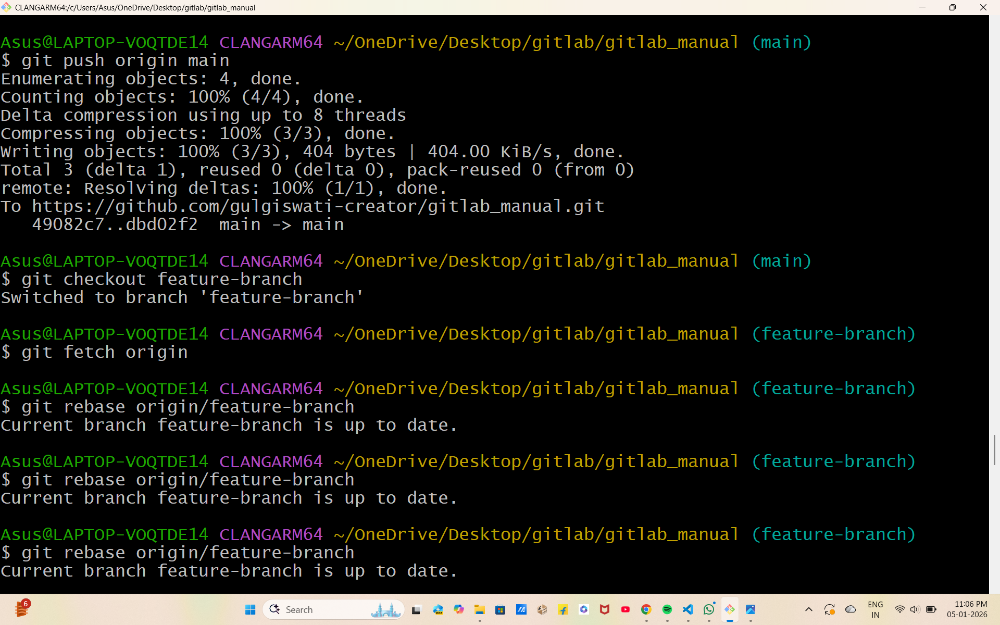 CLANGARM64:/c/Users/Asus/OneDrive/Desktop/gitlab/gitlab_manual
Asus@LAPTOP-VOQTDE14 CLANGARM64 ~/OneDrive/Desktop/gitlab/gitlab_manual (main)
$ git push origin main
Enumerating objects: 4, done.
Counting objects: 100% (4/4), done.
Delta compression using up to 8 threads
Compressing objects: 100% (3/3), done.
Writing objects: 100% (3/3), 404 bytes | 404.00 KiB/s, done.
Total 3 (delta 1), reused 0 (delta 0), pack-reused 0 (from 0)
remote: Resolving deltas: 100% (1/1), done.
To https://github.com/gulgiswati-creator/gitlab_manual.git
   49082c7..dbd02f2  main -> main
Asus@LAPTOP-VOQTDE14 CLANGARM64 ~/OneDrive/Desktop/gitlab/gitlab_manual (main)
$ git checkout feature-branch
Switched to branch 'feature-branch'
Asus@LAPTOP-VOQTDE14 CLANGARM64 ~/OneDrive/Desktop/gitlab/gitlab_manual (feature-branch)
$ git fetch origin
Asus@LAPTOP-VOQTDE14 CLANGARM64 ~/OneDrive/Desktop/gitlab/gitlab_manual (feature-branch)
$ git rebase origin/feature-branch
Current branch feature-branch is up to date.
Asus@LAPTOP-VOQTDE14 CLANGARM64 ~/OneDrive/Desktop/gitlab/gitlab_manual (feature-branch)
$ git rebase origin/feature-branch
Current branch feature-branch is up to date.
Asus@LAPTOP-VOQTDE14 CLANGARM64 ~/OneDrive/Desktop/gitlab/gitlab_manual (feature-branch)
$ git rebase origin/feature-branch
Current branch feature-branch is up to date.
6
Search
PRE
ENG
IN
11:06 PM
05-01-2026